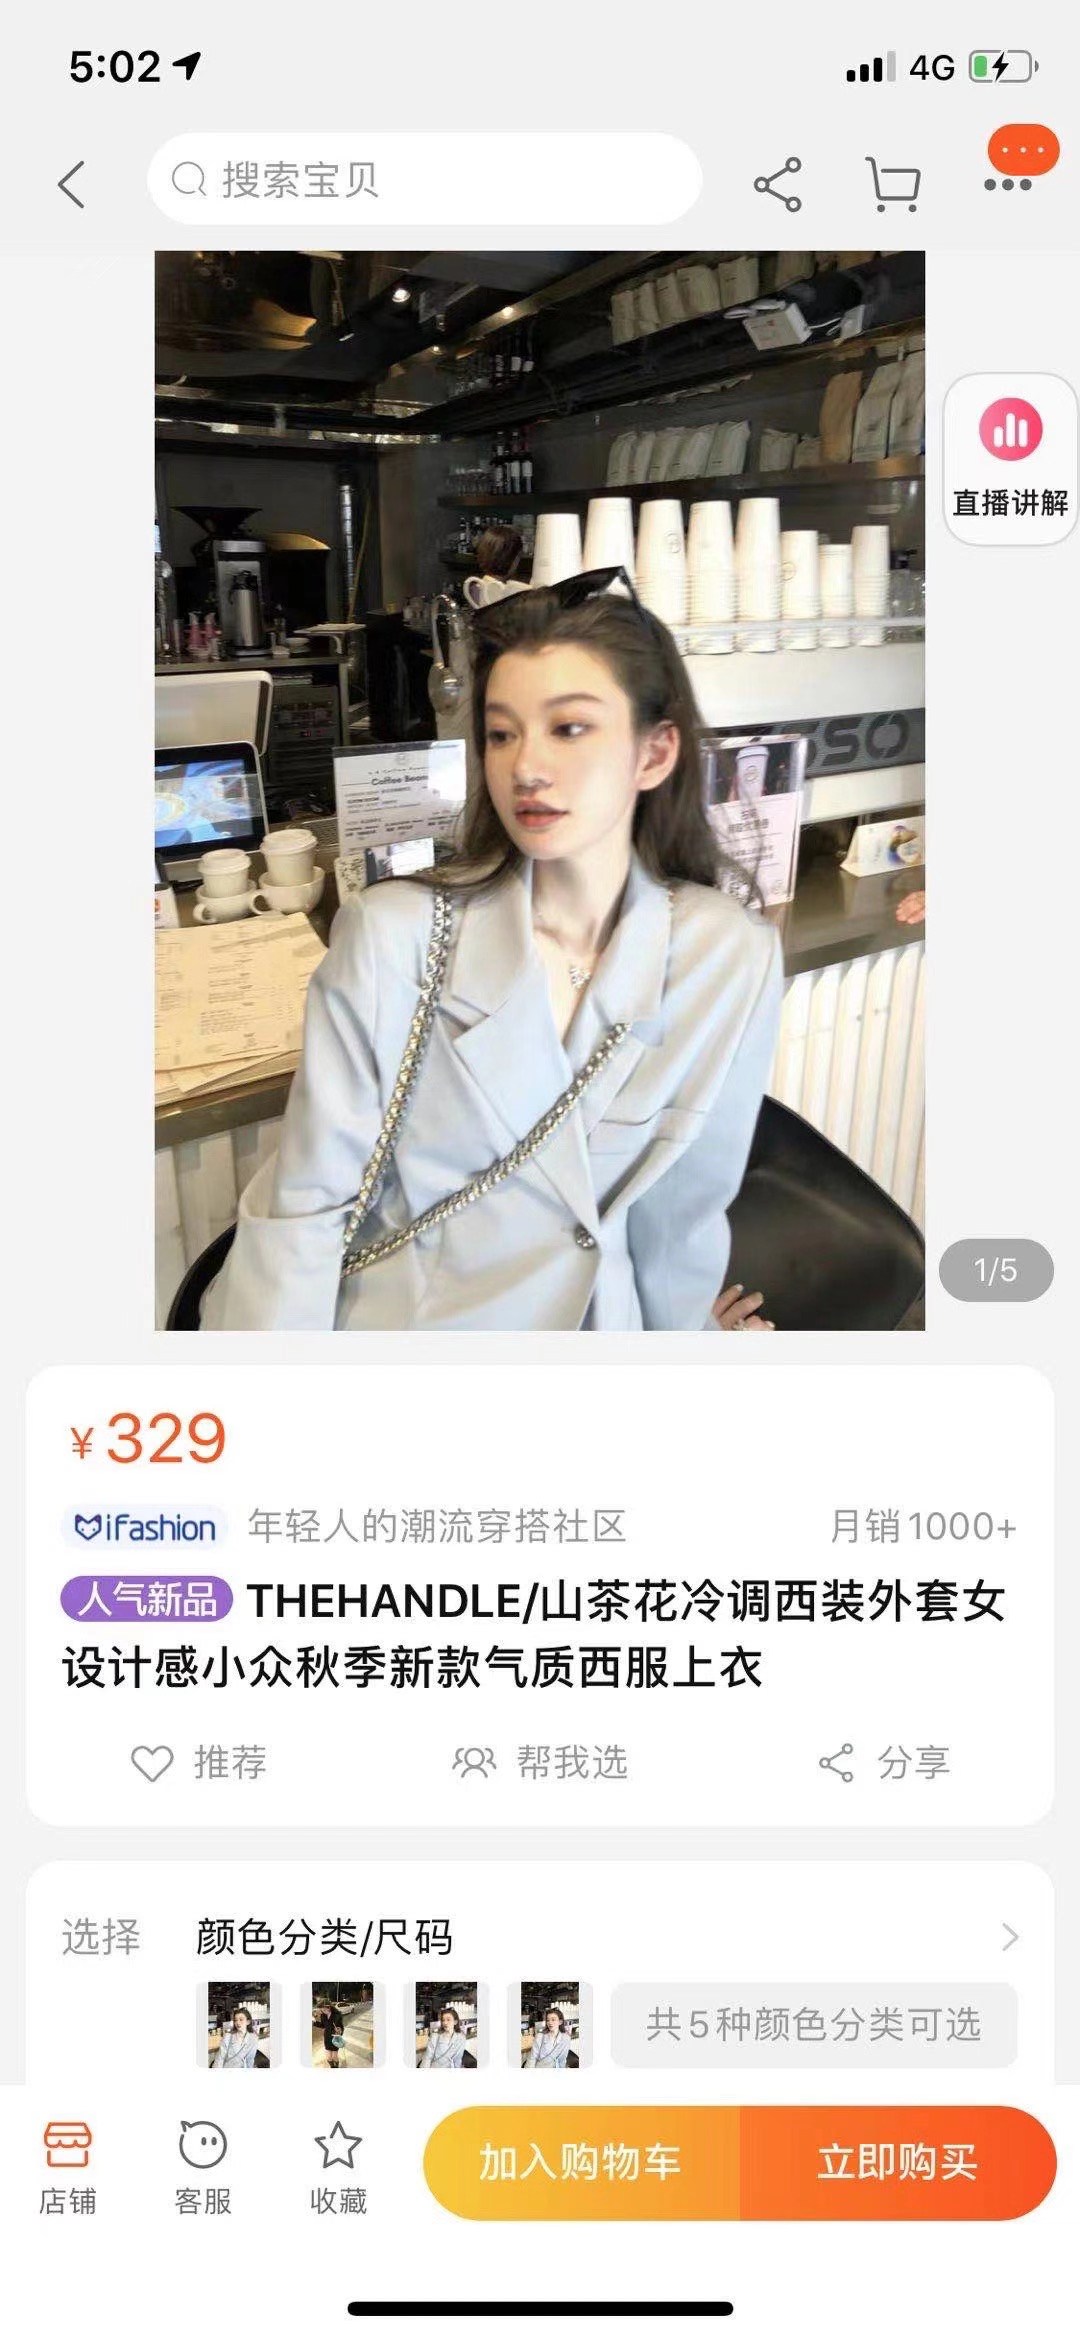 5:02
4G
搜索宝贝
直播讲解
Coffee Bean
SSO
1/5
¥329
iFashion 年轻人的潮流穿搭社区 月销1000+
人气新品 THEHANDLE/山茶花冷调西装外套女
设计感小众秋季新款气质西服上衣
推荐 帮我选 分享
选择 颜色分类/尺码
共5种颜色分类可选
店铺 客服 收藏 加入购物车 立即购买